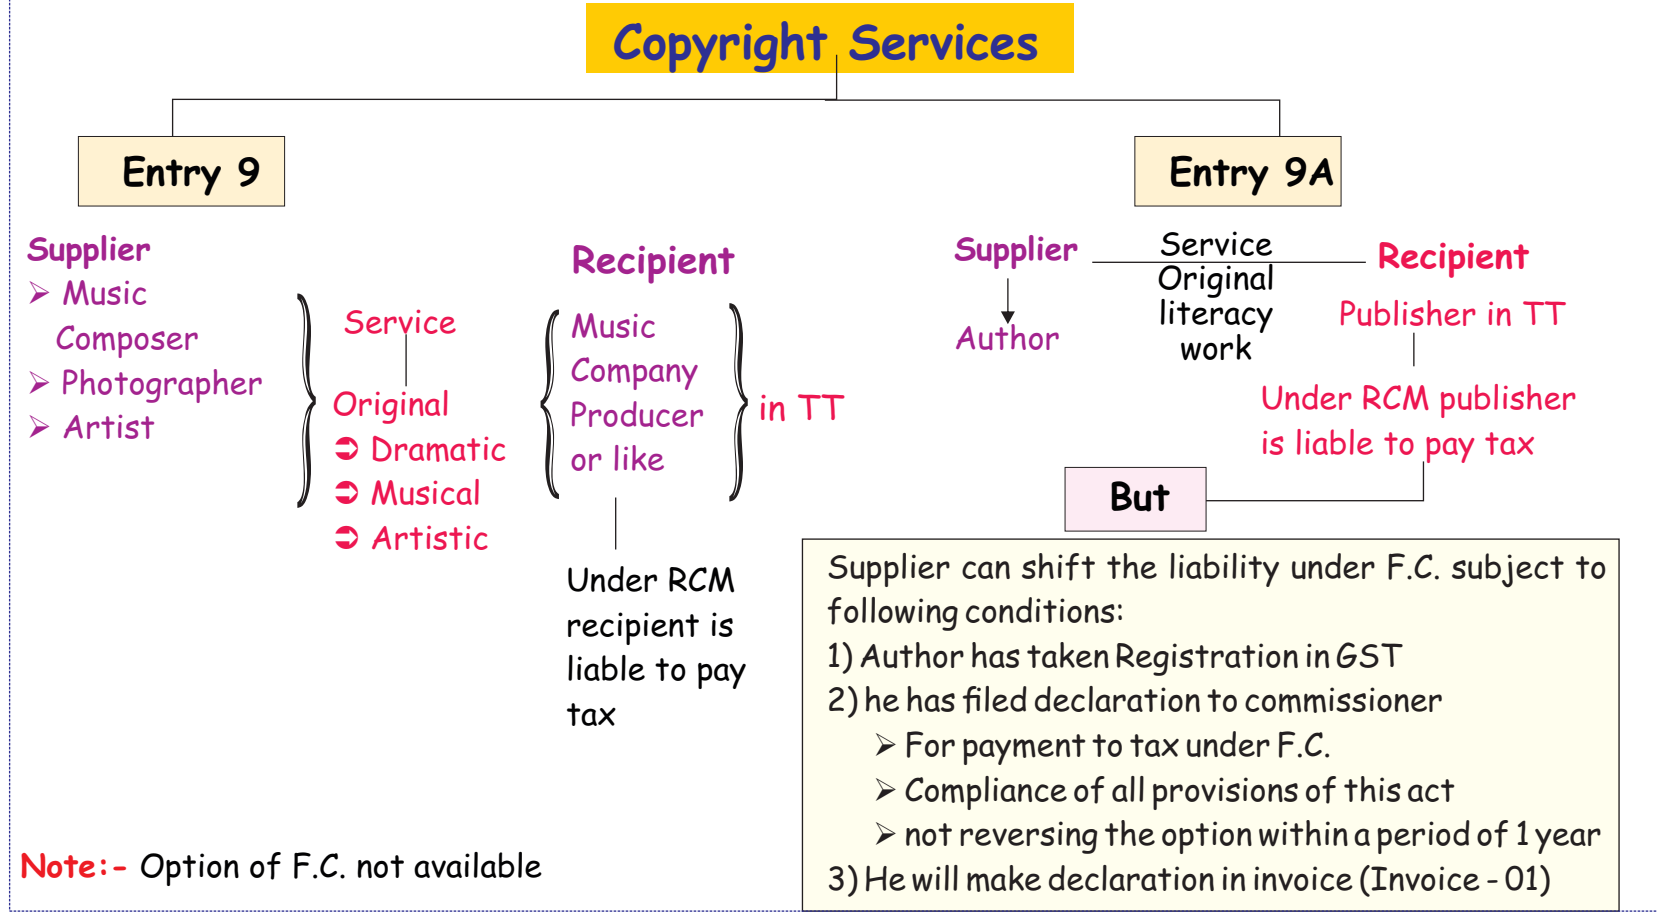 Copyright Services
Entry 9
Supplier
➢ Music
Composer
➢ Photographer
➢ Artist
Service
Original
➲ Dramatic
➲ Musical
➲ Artistic
Recipient
Music
Company
Producer
or like
in TT
Under RCM
recipient is
liable to pay
tax
Note:- Option of F.C. not available
Entry 9A
Supplier
Author
Service
Original
literacy
work
Recipient
Publisher in TT
Under RCM publisher
is liable to pay tax
But
Supplier can shift the liability under F.C. subject to
following conditions:
1) Author has taken Registration in GST
2) he has filed declaration to commissioner
➢ For payment to tax under F.C.
➢ Compliance of all provisions of this act
➢ not reversing the option within a period of 1 year
3) He will make declaration in invoice (Invoice - 01)